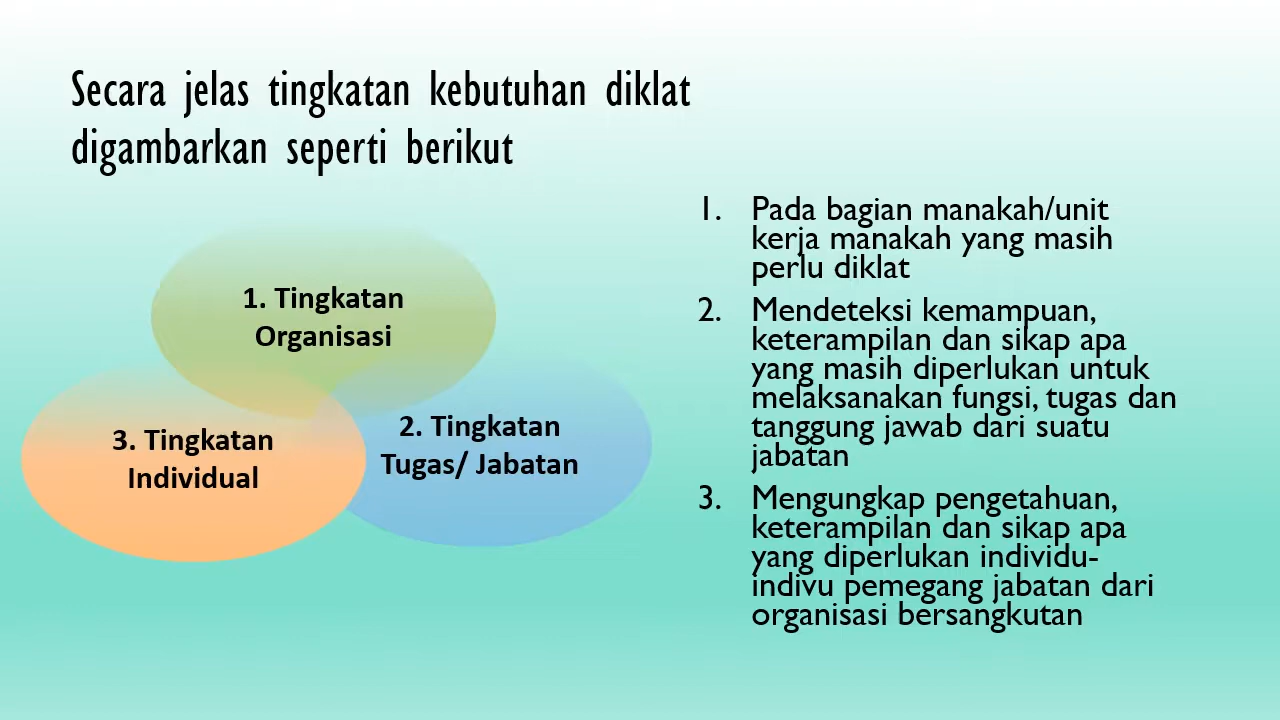 Secara jelas tingkatan kebutuhan diklat
digambarkan seperti berikut
1. Tingkatan
Organisasi
2. Tingkatan
Tugas/ Jabatan
3. Tingkatan
Individual
1. Pada bagian manakah/unit
kerja manakah yang masih
perlu diklat
2. Mendeteksi kemampuan,
keterampilan dan sikap apa
yang masih diperlukan untuk
melaksanakan fungsi, tugas dan
tanggung jawab dari suatu
jabatan
3. Mengungkap pengetahuan,
keterampilan dan sikap apa
yang diperlukan individu-
indivu pemegang jabatan dari
organisasi bersangkutan